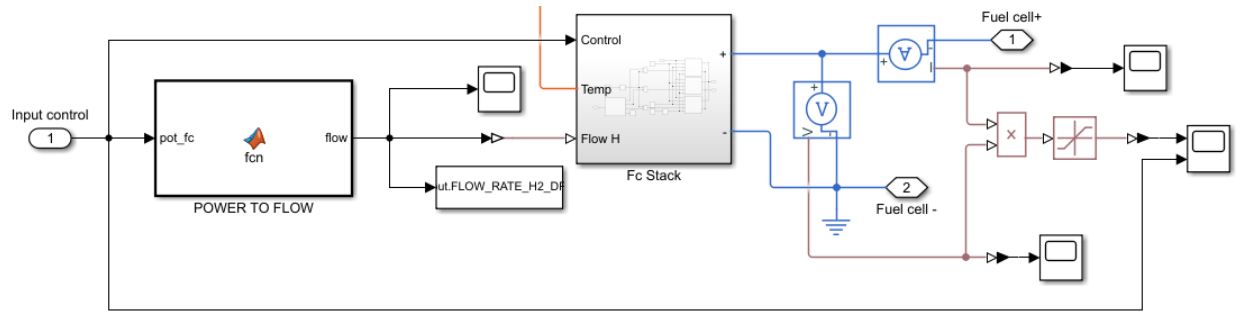 Fuel cell+
1
Control
+
+
A
I
-
Temp
Input control
1
pot_fc
flow
fcn
+
V
V
-
×
Flow H
-
ut.FLOW_RATE_H2_DF
Fc Stack
2
Fuel cell -
POWER TO FLOW